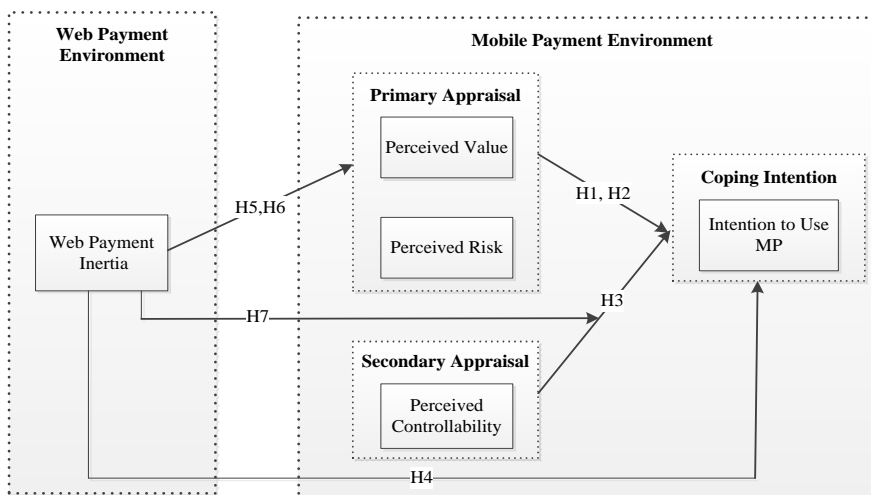 Web Payment
Environment
Mobile Payment Environment
Primary Appraisal
Perceived Value
Perceived Risk
H5,H6
H1, H2
Coping Intention
Intention to Use
MP
Web Payment
Inertia
H3
H7
Secondary Appraisal
Perceived
Controllability
H4